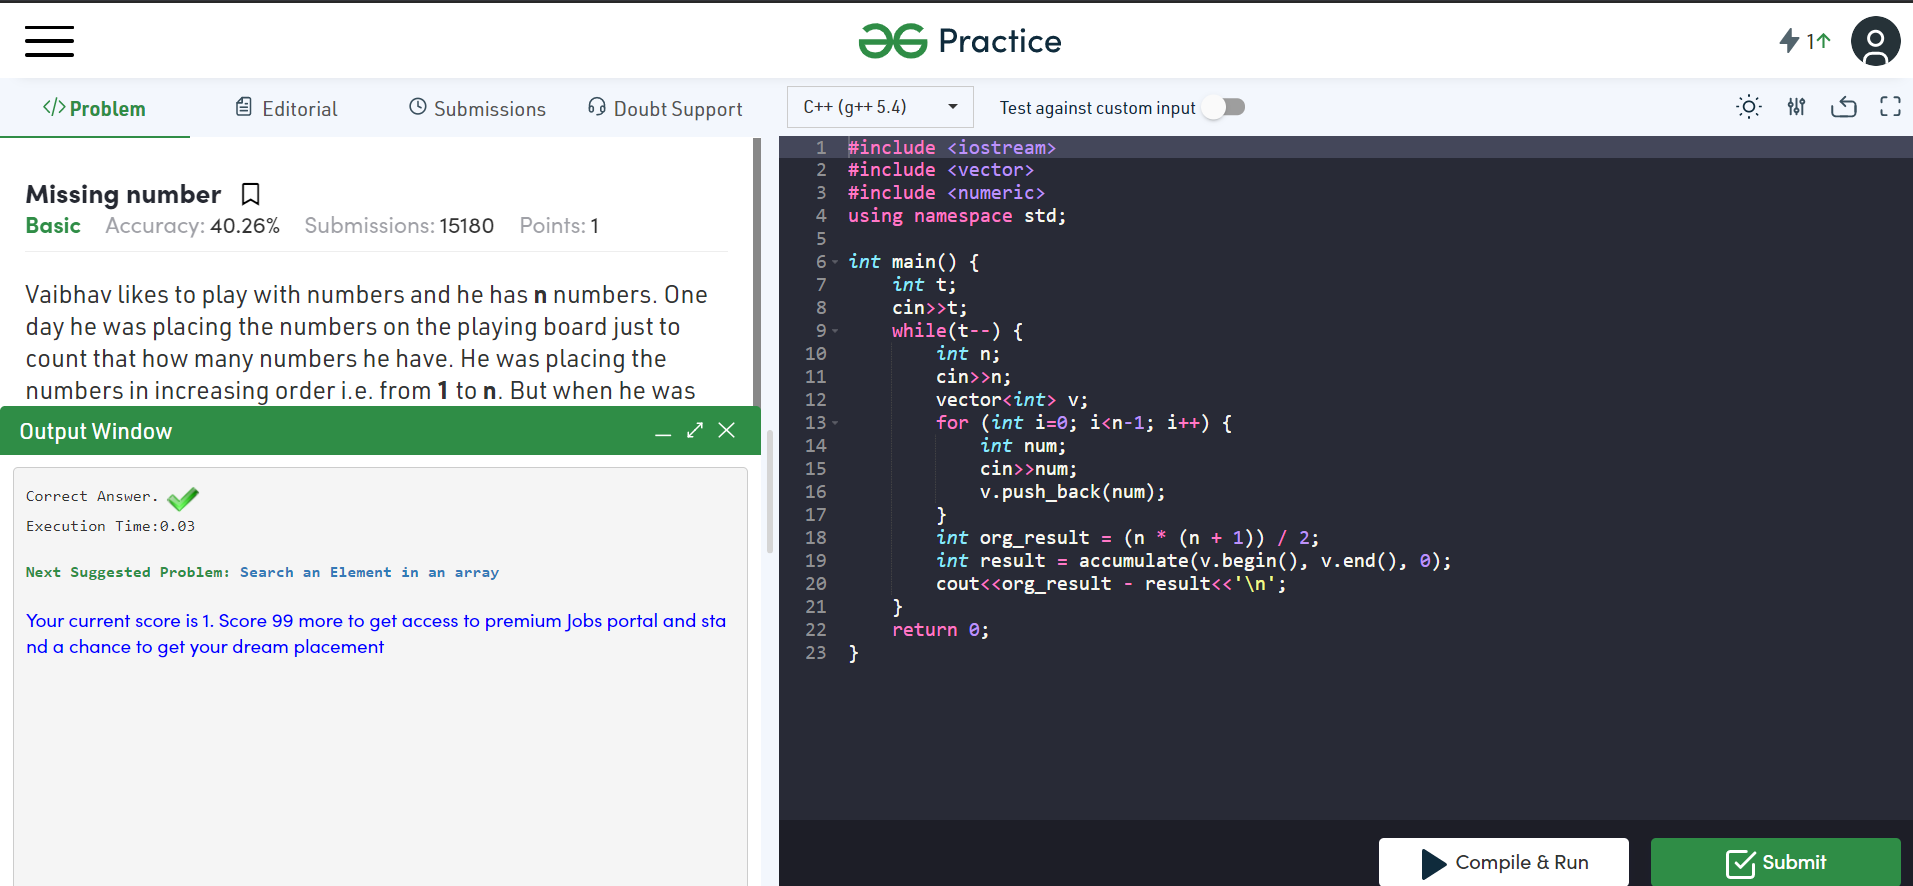 Practice
1
Problem
Editorial
Submissions
Doubt Support
C++ (g++ 5.4)
Test against custom input
Missing number
Basic Accuracy: 40.26% Submissions: 15180 Points: 1
Vaibhav likes to play with numbers and he has n numbers. One
day he was placing the numbers on the playing board just to
count that how many numbers he have. He was placing the
numbers in increasing order i.e. from 1 to n. But when he was
Output Window
Correct Answer.
Execution Time:0.03
Next Suggested Problem: Search an Element in an array
Your current score is 1. Score 99 more to get access to premium Jobs portal and sta
nd a chance to get your dream placement
1 #include <iostream>
2 #include <vector>
3 #include <numeric>
4 using namespace std;
5
6 int main() {
7     int t;
8     cin>>t;
9     while(t--) {
10         int n;
11         cin>>n;
12         vector<int> v;
13         for (int i=0; i<n-1; i++) {
14             int num;
15             cin>>num;
16             v.push_back(num);
17         }
18         int org_result = (n * (n + 1)) / 2;
19         int result = accumulate(v.begin(), v.end(), 0);
20         cout<<org_result - result<<'\n';
21     }
22     return 0;
23 }
Compile & Run
Submit